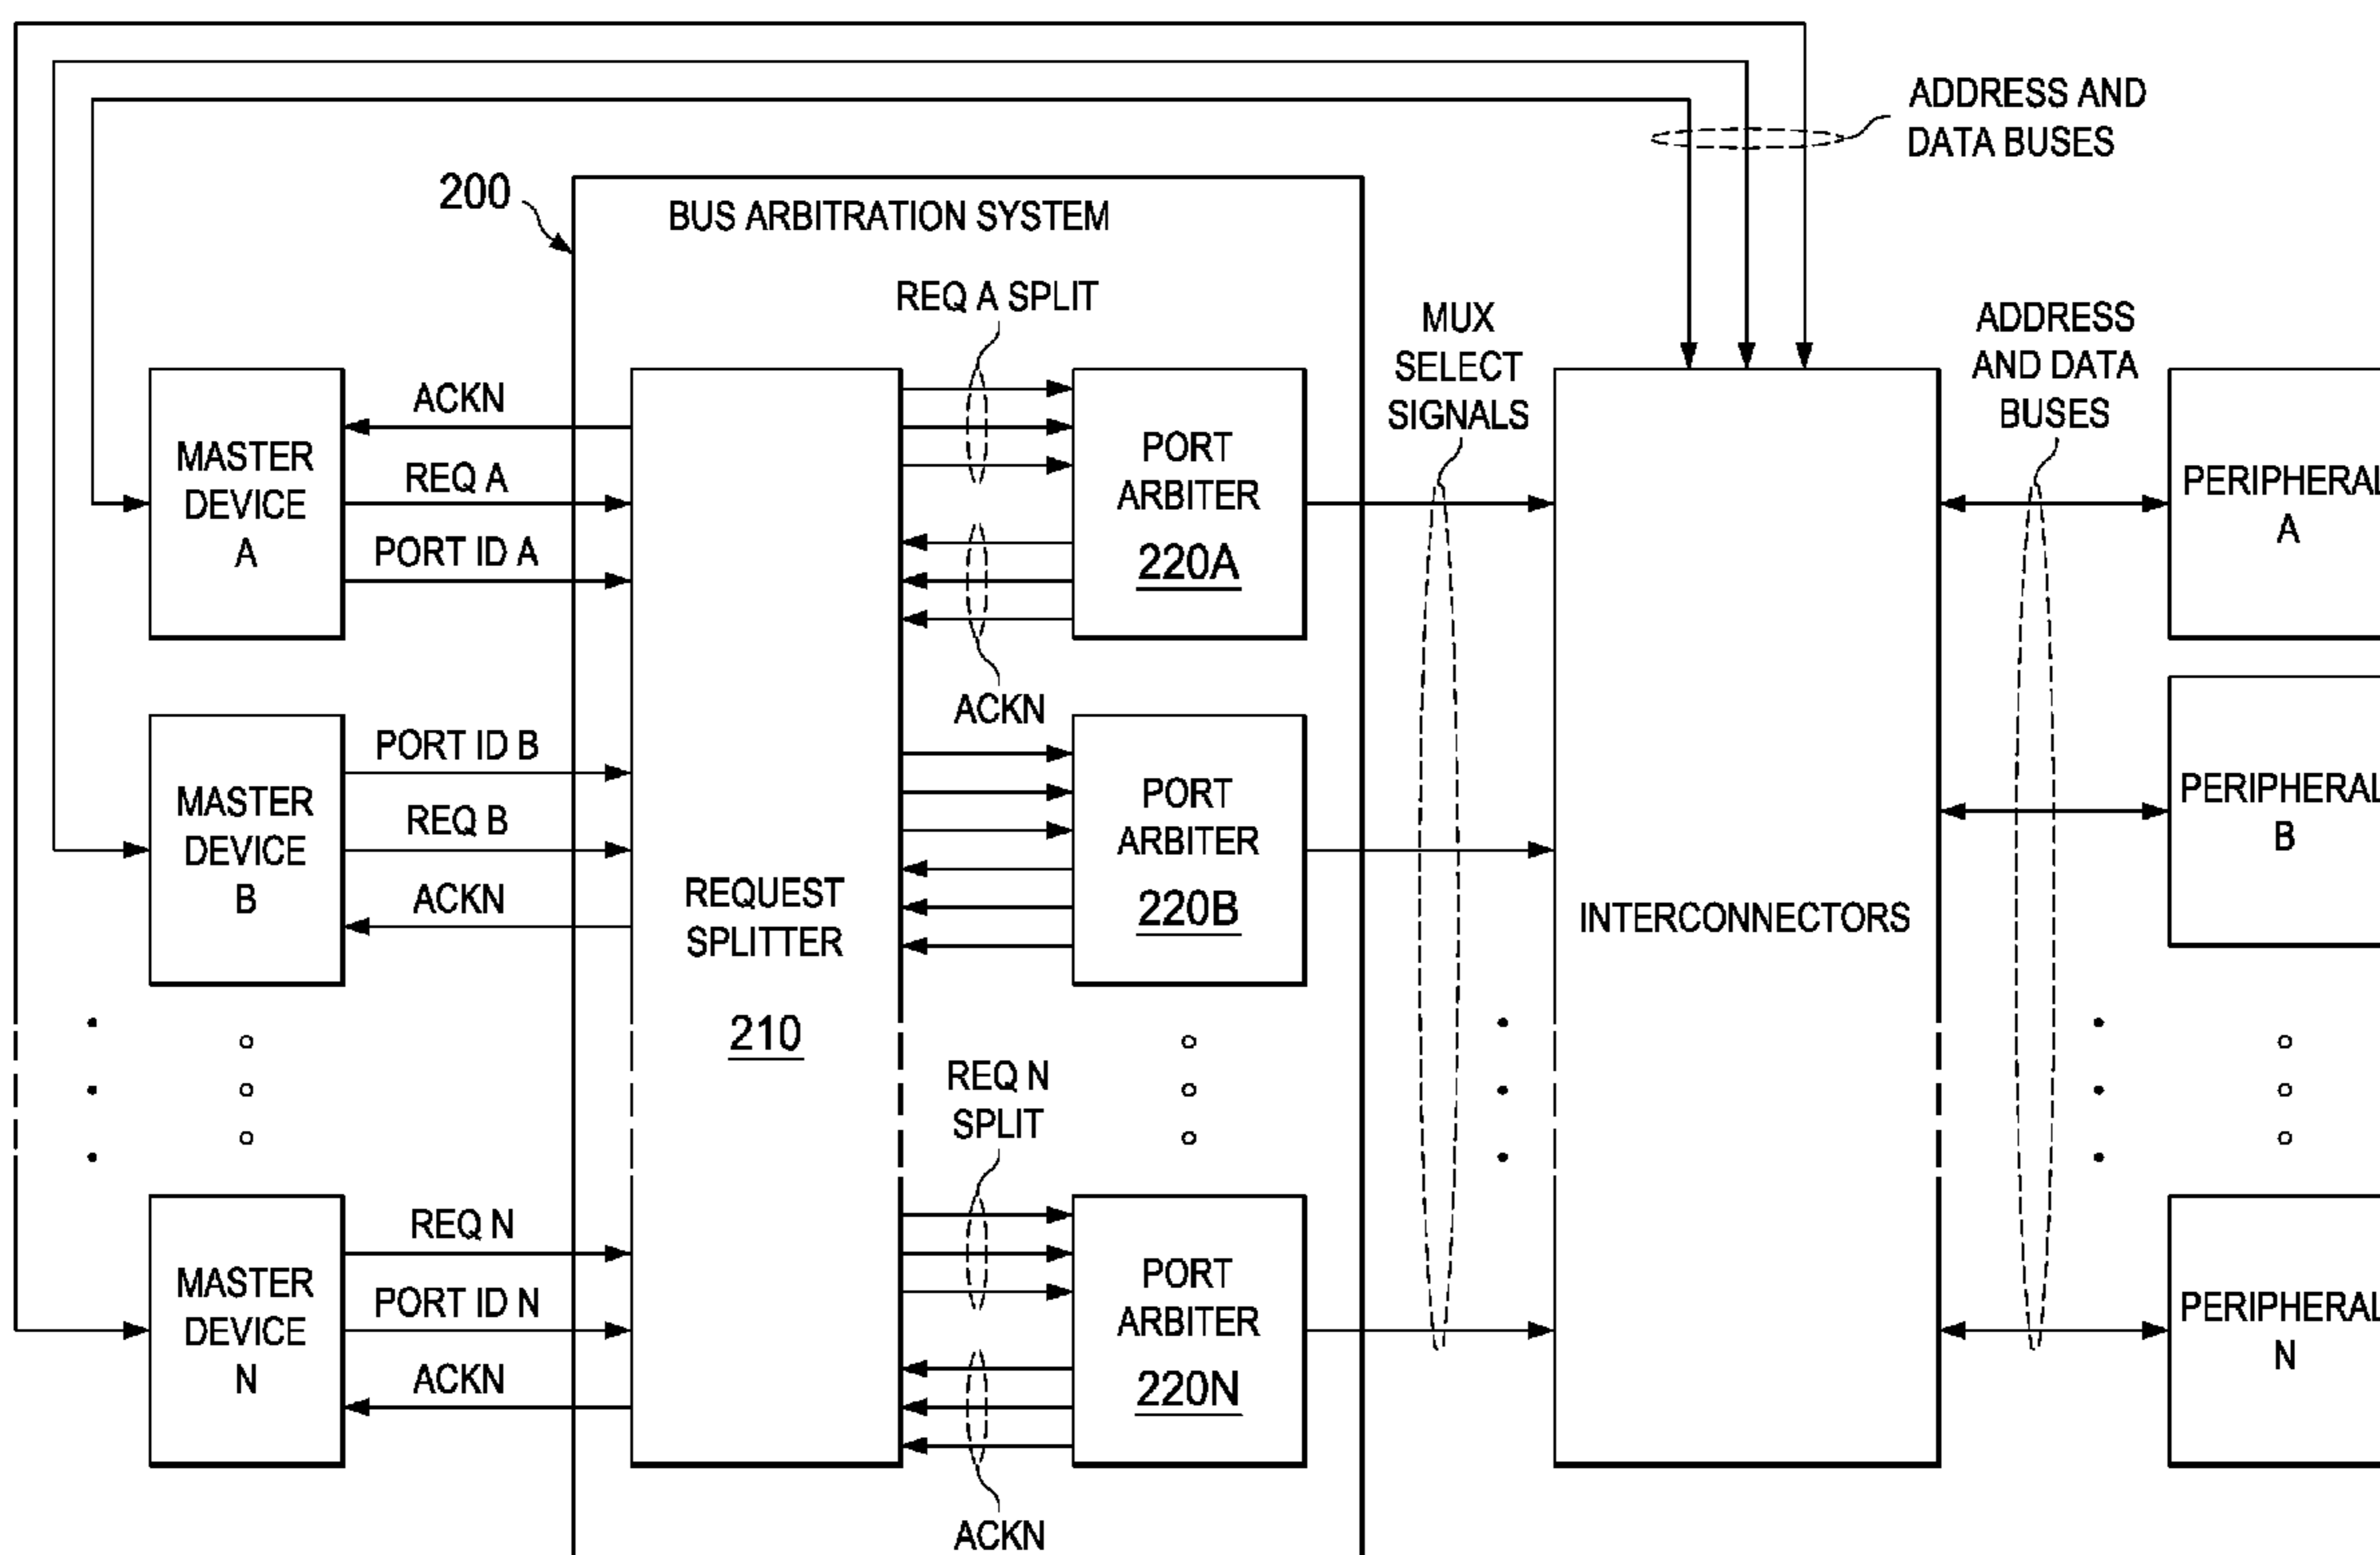 ADDRESS AND
DATA BUSES
200
BUS ARBITRATION SYSTEM
REQ A SPLIT
MUX
SELECT
SIGNALS
ADDRESS
AND DATA
BUSES
MASTER
DEVICE
A
ACKN
REQ A
PORT ID A
PORT
ARBITER
220A
ACKN
PERIPHERAL
A
MASTER
DEVICE
B
PORT ID B
REQ B
ACKN
REQUEST
SPLITTER
210
PORT
ARBITER
220B
INTERCONNECTORS
PERIPHERAL
B
REQ N
SPLIT
MASTER
DEVICE
N
REQ N
PORT ID N
ACKN
PORT
ARBITER
220N
ACKN
PERIPHERAL
N